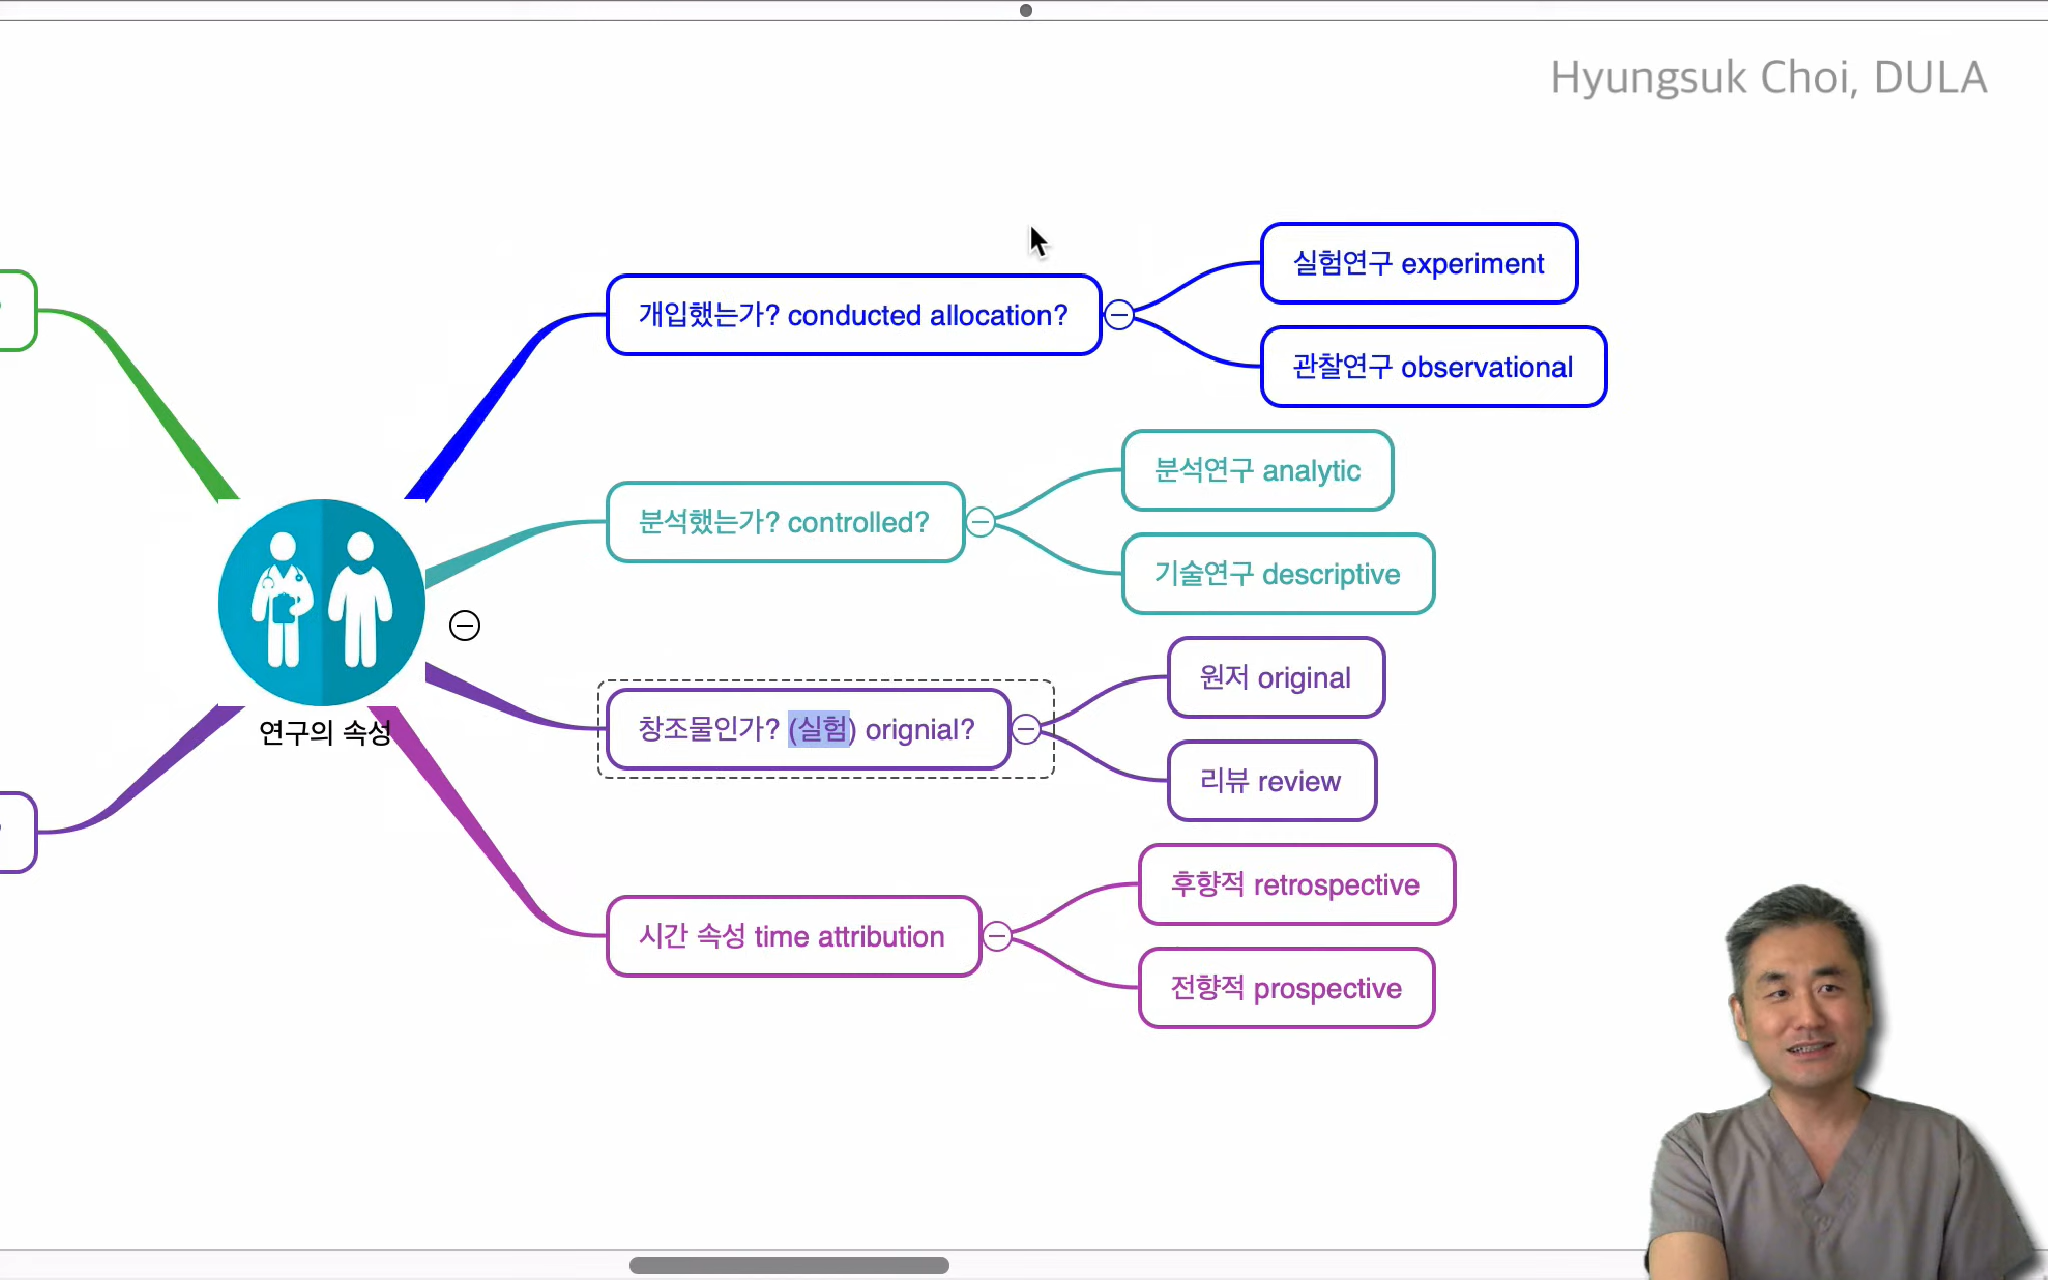 Hyungsuk Choi, DULA
개입했는가? conducted allocation?
실험연구 experiment
관찰연구 observational
분석했는가? controlled?
분석연구 analytic
기술연구 descriptive
연구의 속성
창조물인가? (실험) orignial?
원저 original
리뷰 review
시간 속성 time attribution
후향적 retrospective
전향적 prospective